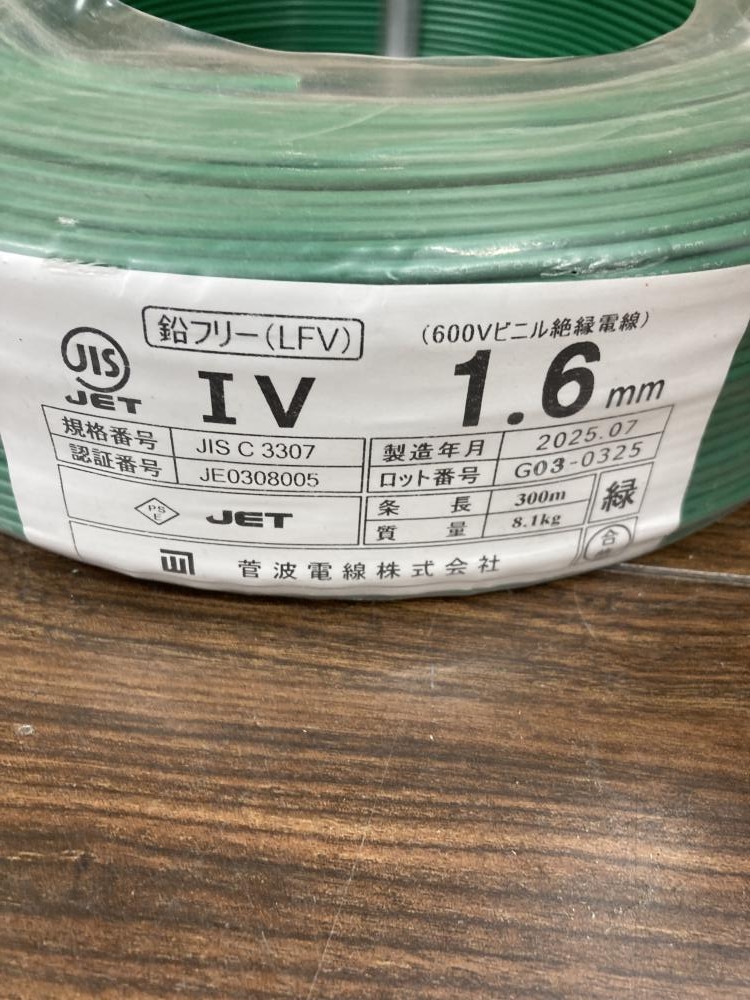 鉛フリー(LFV)
(600Vビニル絶縁電線)
JIS
JET
IV
1.6 mm
規格番号 JIS C 3307
認証番号 JE0308005
製造年月 2025.07
ロット番号 G03-0325
PS
E
JET
条長 300m
質量 8.1kg
緑
菅波電線株式会社
合